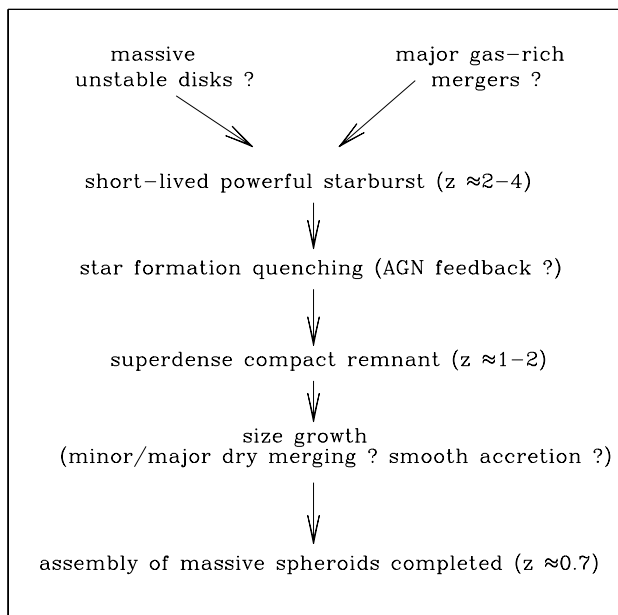 massive
unstable disks ?
major gas-rich
mergers ?
short-lived powerful starburst (z ≈2-4)
star formation quenching (AGN feedback ?)
superdense compact remnant (z ≈1-2)
size growth
(minor/major dry merging ? smooth accretion ?)
assembly of massive spheroids completed (z ≈0.7)